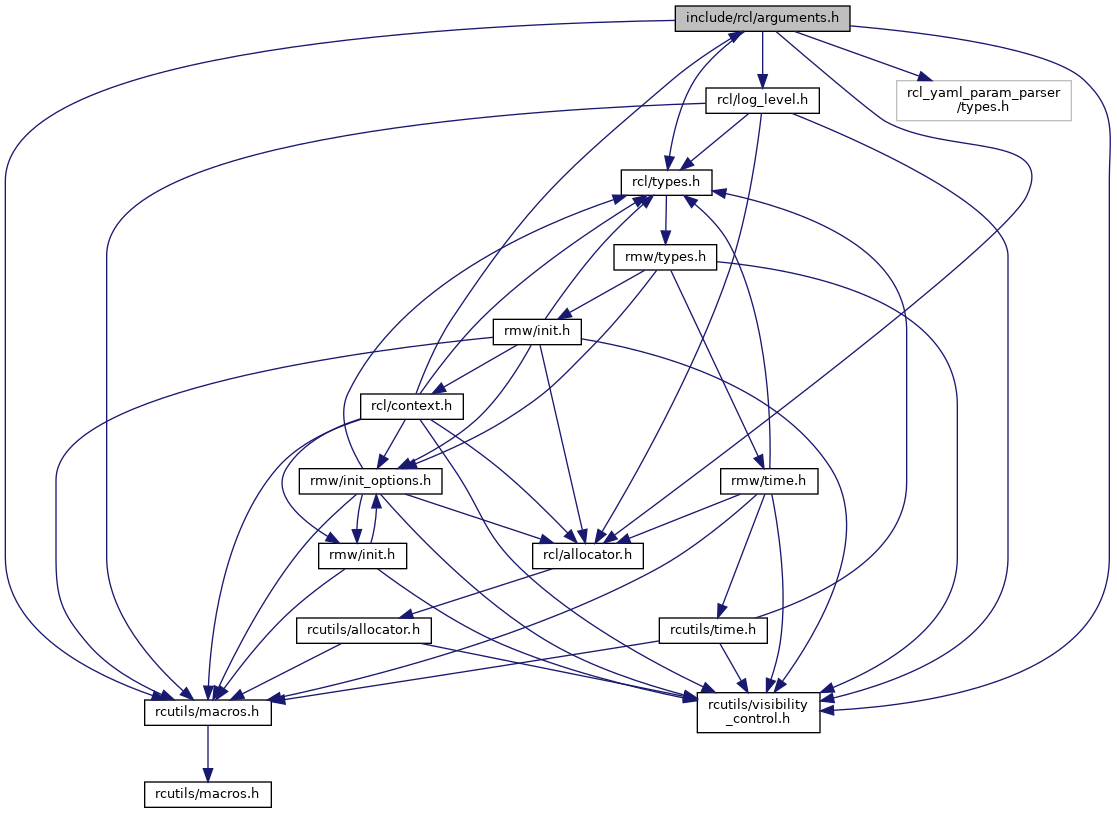 include/rcl/arguments.h
rcl/log_level.h
rcl_yaml_param_parser
/types.h
rcl/types.h
rmw/types.h
rmw/init.h
rcl/context.h
rmw/init_options.h
rmw/time.h
rmw/init.h
rcl/allocator.h
rcutils/allocator.h
rcutils/time.h
rcutils/macros.h
rcutils/visibility
_control.h
rcutils/macros.h